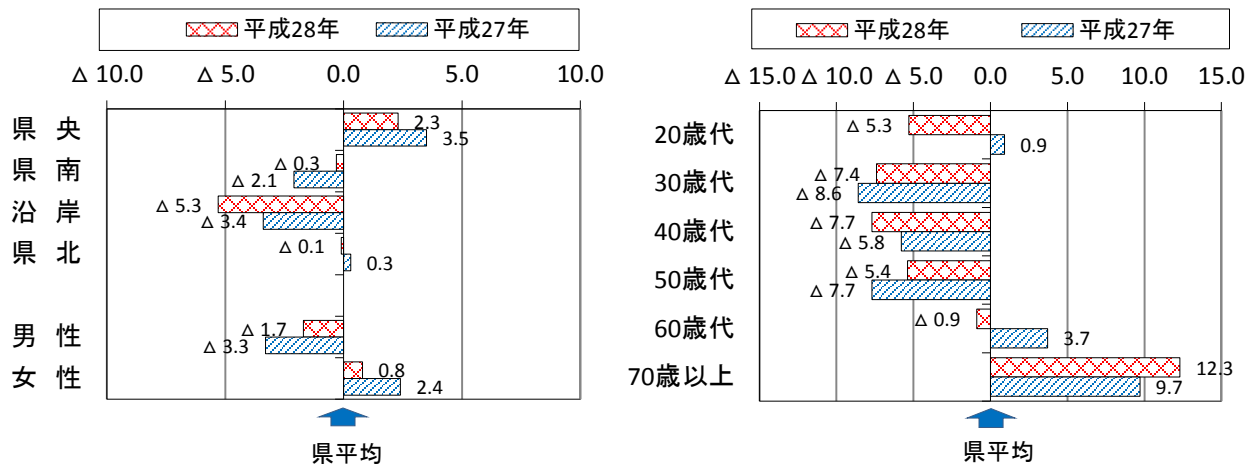 平成28年 平成27年
△ 10.0 △ 5.0 0.0 5.0 10.0
県 央 2.3
3.5
県 南 △ 0.3
△ 2.1
沿 岸 △ 5.3
△ 3.4
県 北 △ 0.1
0.3
男 性 △ 1.7
△ 3.3
女 性 0.8
2.4
県平均
平成28年 平成27年
△ 15.0 △ 10.0 △ 5.0 0.0 5.0 10.0 15.0
20歳代 △ 5.3
0.9
30歳代 △ 7.4
△ 8.6
40歳代 △ 7.7
△ 5.8
50歳代 △ 5.4
△ 7.7
60歳代 △ 0.9
3.7
70歳以上 12.3
9.7
県平均